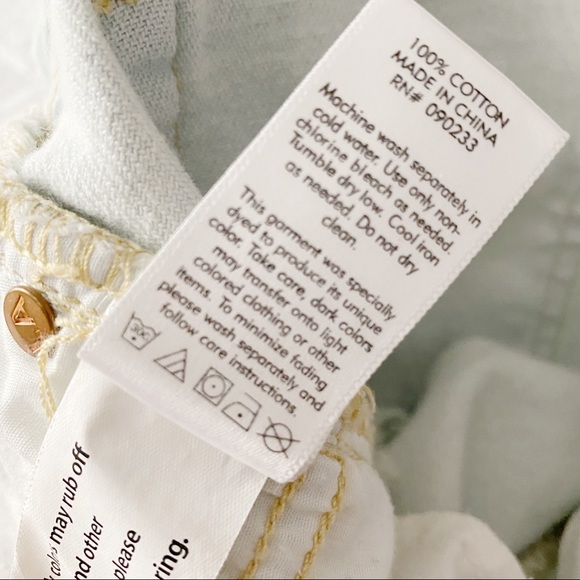 100% COTTON
MADE IN CHINA
RN# 090233
Machine wash separately in
cold water. Use only non-
chlorine bleach as needed.
Tumble dry low. Cool iron
as needed. Do not dry
clean.
This garment was specially
dyed to produce its unique
color. Take care, dark colors
may transfer onto light
colored clothing or other
items. To minimize fading
please wash separately and
follow care instructions.
may rub off
and other
please
ring.